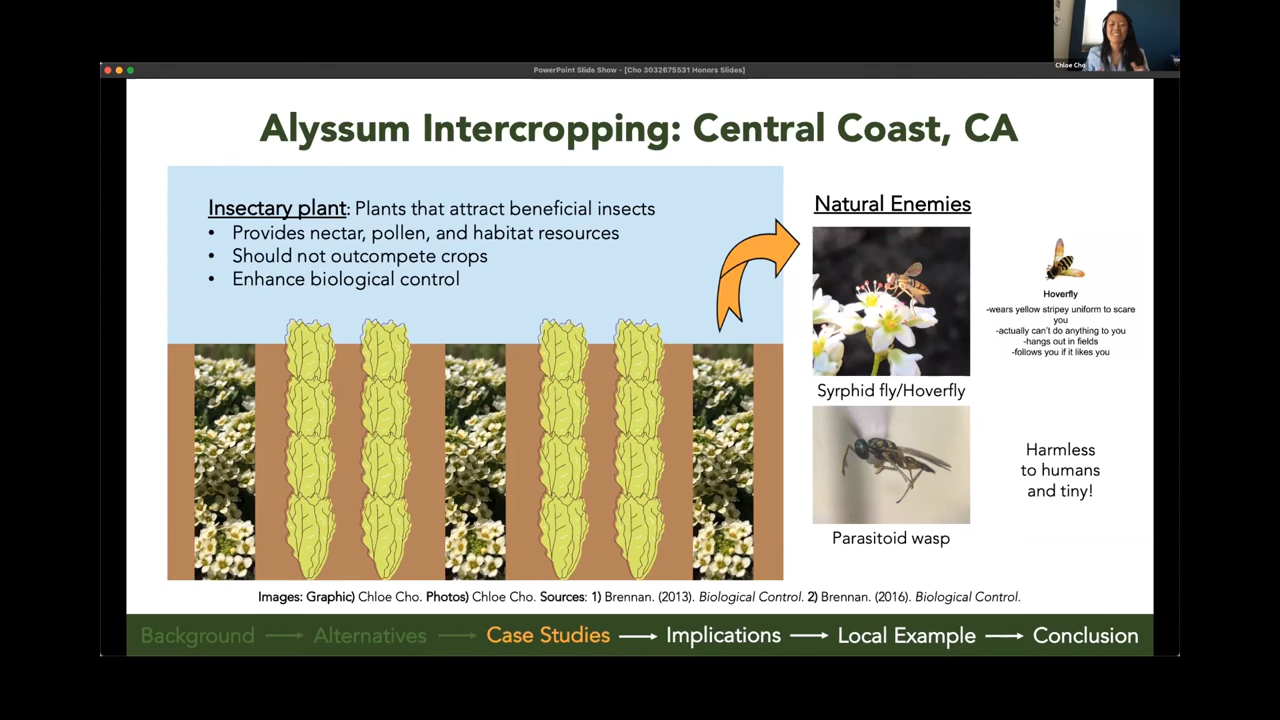 Chloe Cho
PowerPoint Slide Show - [Cho 3032675531 Honors Slides]
Alyssum Intercropping: Central Coast, CA
Insectary plant: Plants that attract beneficial insects
• Provides nectar, pollen, and habitat resources
• Should not outcompete crops
• Enhance biological control
Natural Enemies
Hoverfly
-wears yellow stripey uniform to scare
you
-actually can't do anything to you
-hangs out in fields
-follows you if it likes you
Syrphid fly/Hoverfly
Harmless
to humans
and tiny!
Parasitoid wasp
Images: Graphic) Chloe Cho. Photos) Chloe Cho. Sources: 1) Brennan. (2013). Biological Control. 2) Brennan. (2016). Biological Control.
Background → Alternatives → Case Studies → Implications → Local Example → Conclusion